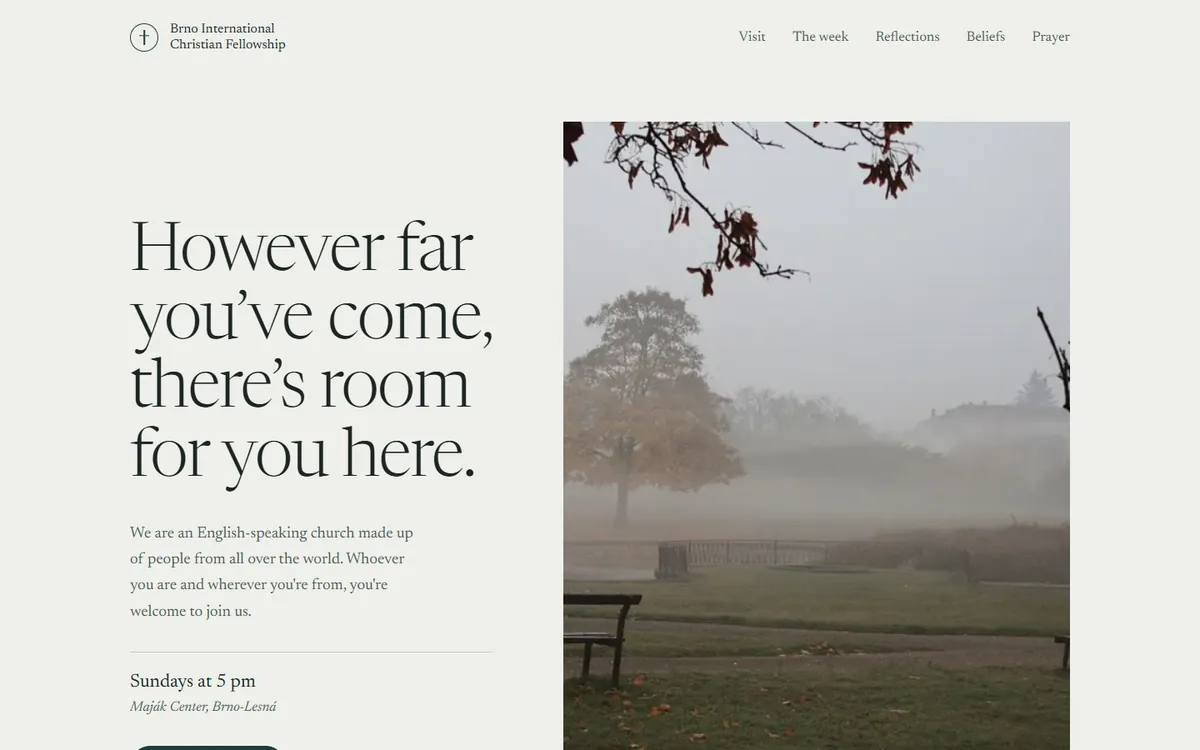 Brno International
Christian Fellowship
Visit
The week
Reflections
Beliefs
Prayer
However far
you’ve come,
there’s room
for you here.
We are an English-speaking church made up
of people from all over the world. Whoever
you are and wherever you're from, you're
welcome to join us.
Sundays at 5 pm
Maják Center, Brno-Lesná